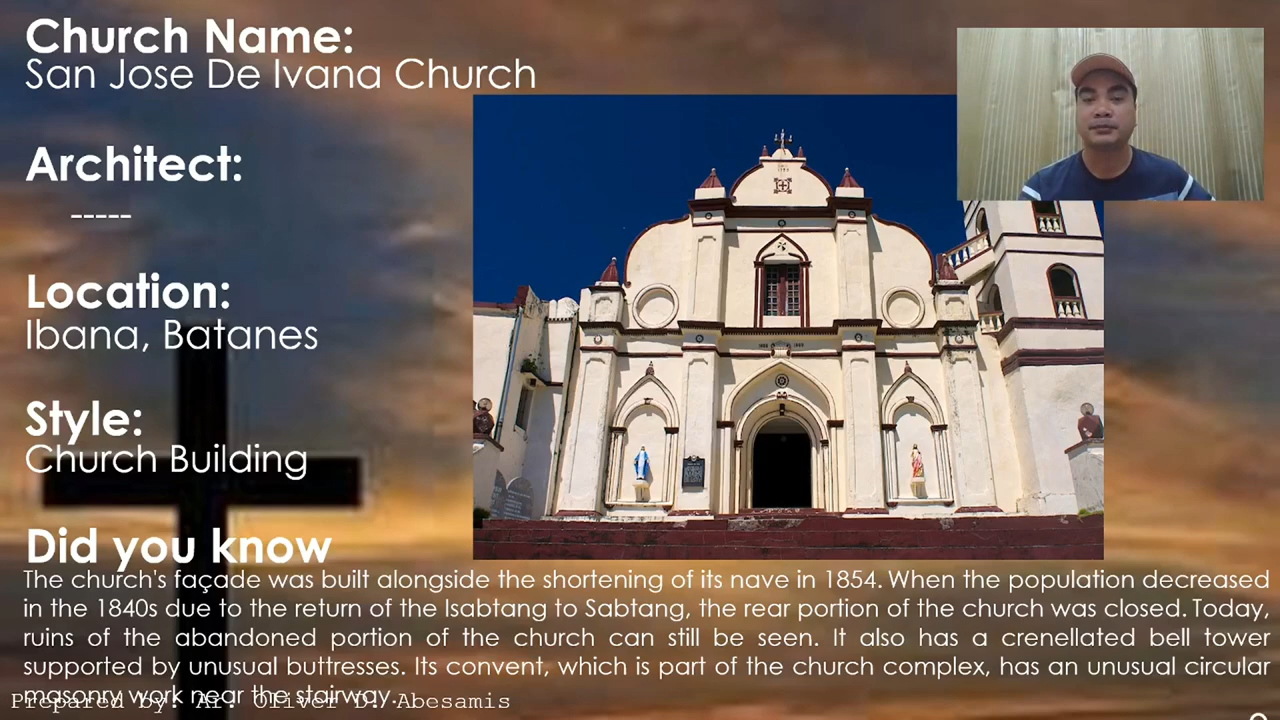 Church Name:
San Jose De Ivana Church
Architect:
-----
Location:
Ibana, Batanes
Style:
Church Building
Did you know
The church's façade was built alongside the shortening of its nave in 1854. When the population decreased
in the 1840s due to the return of the Isabtang to Sabtang, the rear portion of the church was closed. Today,
ruins of the abandoned portion of the church can still be seen. It also has a crenellated bell tower
supported by unusual buttresses. Its convent, which is part of the church complex, has an unusual circular
masonry work near the stairway.
Prepared by: Ar. Oliver D. Abesamis